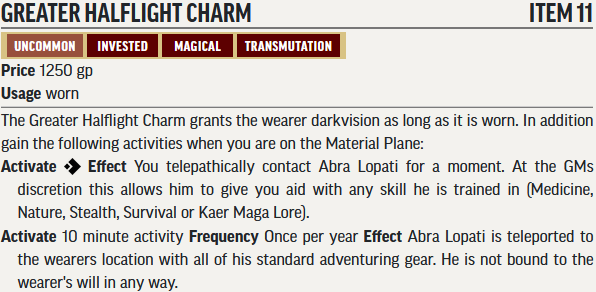 GREATER HALFLIGHT CHARM ITEM 11
UNCOMMON INVESTED MAGICAL TRANSMUTATION
Price 1250 gp
Usage worn
The Greater Halflight Charm grants the wearer darkvision as long as it is worn. In addition
gain the following activities when you are on the Material Plane:
Activate Effect You telepathically contact Abra Lopati for a moment. At the GMs
discretion this allows him to give you aid with any skill he is trained in (Medicine,
Nature, Stealth, Survival or Kaer Maga Lore).
Activate 10 minute activity Frequency Once per year Effect Abra Lopati is teleported to
the wearers location with all of his standard adventuring gear. He is not bound to the
wearer's will in any way.